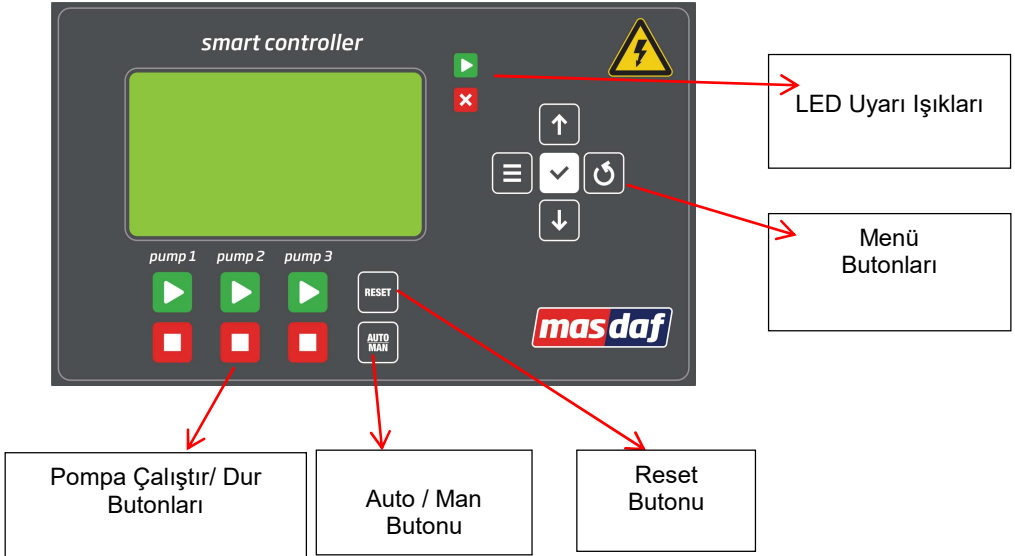 smart controller
LED Uyarı Işıkları
Menü
Butonları
pump 1 pump 2 pump 3
RESET
AUTO
MAN
masdaf
Pompa Çalıştır/ Dur
Butonları
Auto / Man
Butonu
Reset
Butonu